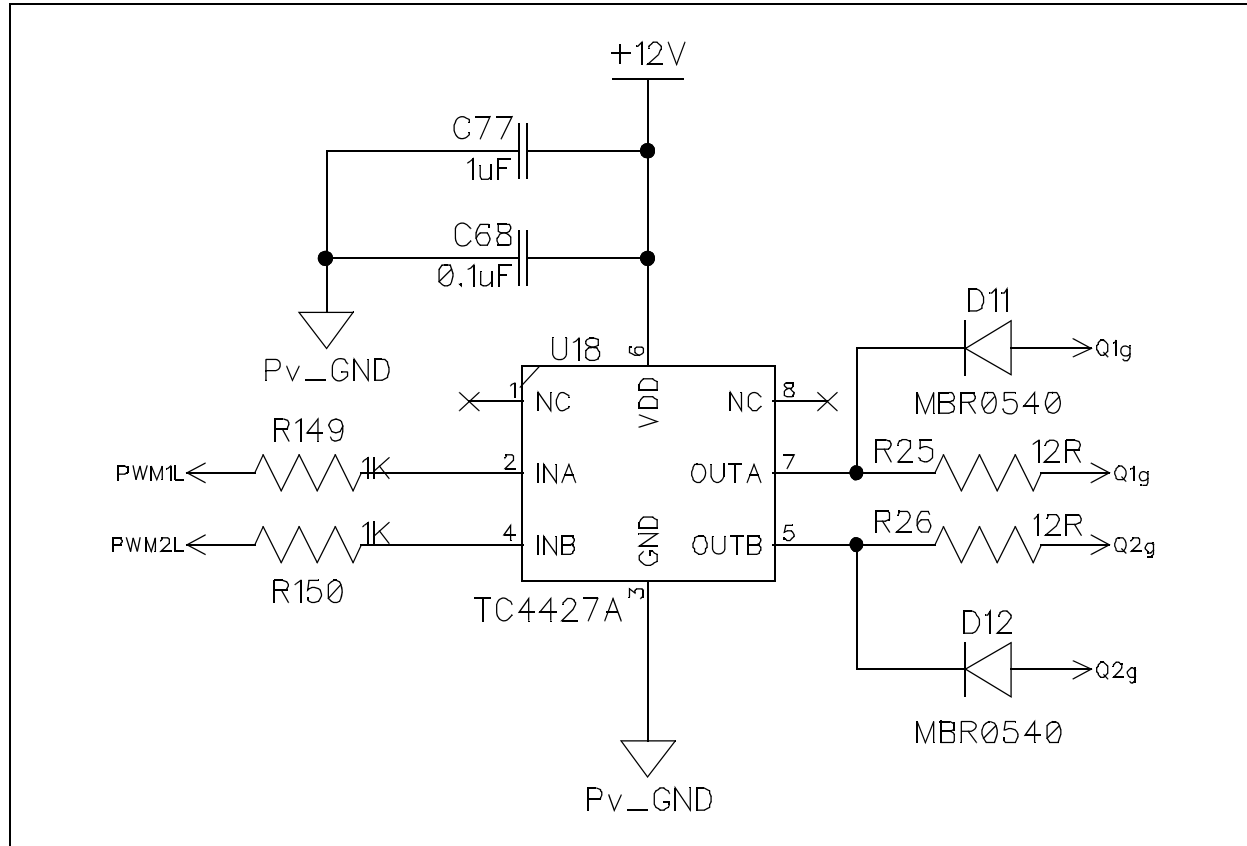 +12V
C77
1uF
C68
0.1uF
Pv_GND
D11
Q1g
MBR0540
U18
6
1
NC
VDD
NC
8
R149
1K
PWM1L
2
INA
OUTA
7
R25
12R
Q1g
PWM2L
1K
4
INB
GND
OUTB
5
R26
12R
Q2g
R150
TC4427A
3
D12
Q2g
MBR0540
Pv_GND